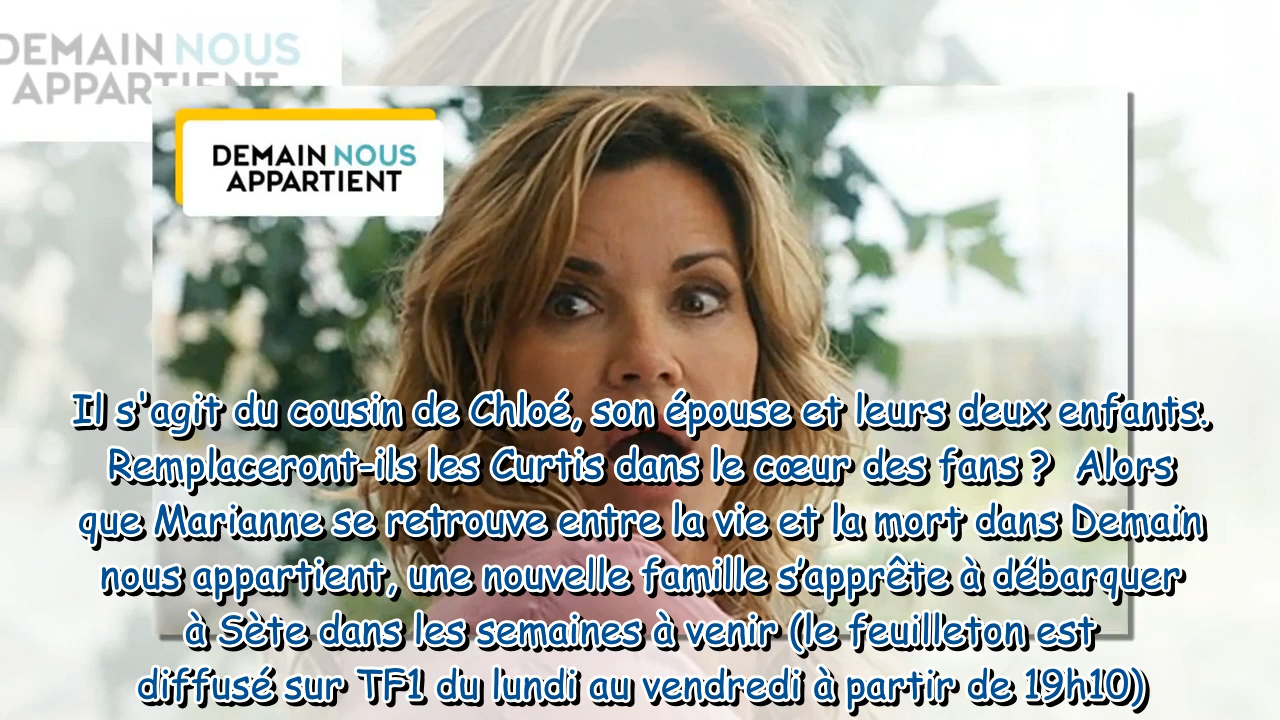 DEMAIN NOUS
APPARTIENT
DEMAIN NOUS
APPARTIENT
Il s'agit du cousin de Chloé, son épouse et leurs deux enfants.
Remplaceront-ils les Curtis dans le cœur des fans ?  Alors
que Marianne se retrouve entre la vie et la mort dans Demain
nous appartient, une nouvelle famille s’apprête à débarquer
à Sète dans les semaines à venir (le feuilleton est
diffusé sur TF1 du lundi au vendredi à partir de 19h10)